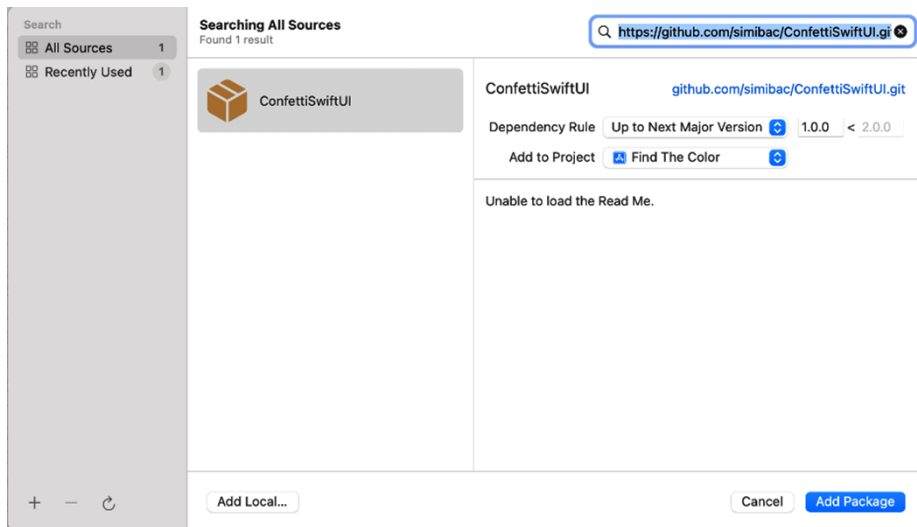 Search
All Sources 1
Recently Used 1
Searching All Sources
Found 1 result
https://github.com/simibac/ConfettiSwiftUI.gi
ConfettiSwiftUI
ConfettiSwiftUI github.com/simibac/ConfettiSwiftUI.git
Dependency Rule Up to Next Major Version 1.0.0 < 2.0.0
Add to Project Find The Color
Unable to load the Read Me.
Add Local... Cancel Add Package